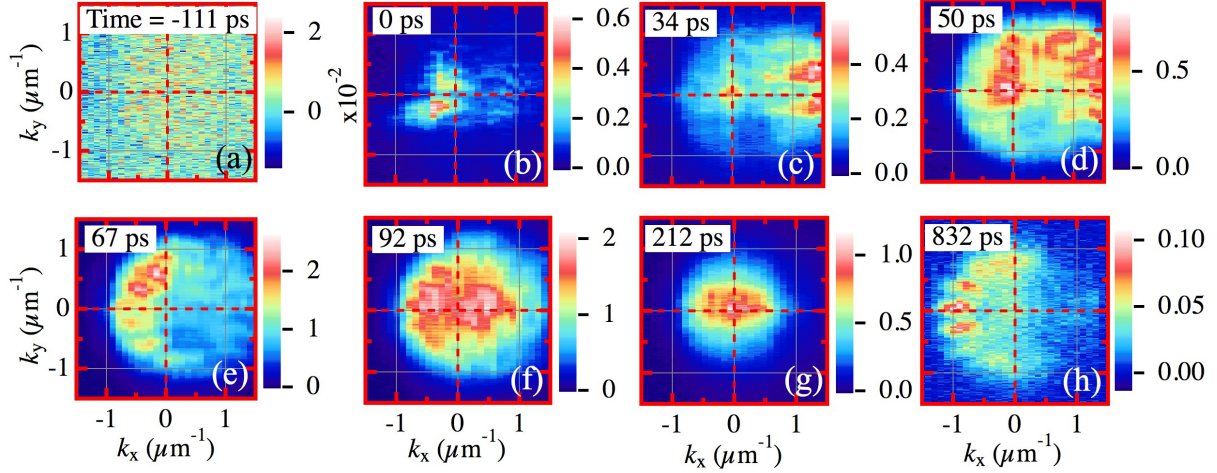 Time = -111 ps
2
0
1
0
-1
k_y (μm⁻¹)
(a)
x10⁻²
0 ps
0.6
0.4
0.2
0.0
-1
0
1
(b)
34 ps
0.4
0.2
0.0
(c)
50 ps
0.5
0.0
(d)
67 ps
2
1
0
1
0
-1
k_y (μm⁻¹)
(e)
-1
0
1
k_x (μm⁻¹)
92 ps
2
1
0
(f)
-1
0
1
k_x (μm⁻¹)
212 ps
1.0
0.5
0.0
(g)
-1
0
1
k_x (μm⁻¹)
832 ps
0.10
0.05
0.00
(h)
-1
0
1
k_x (μm⁻¹)